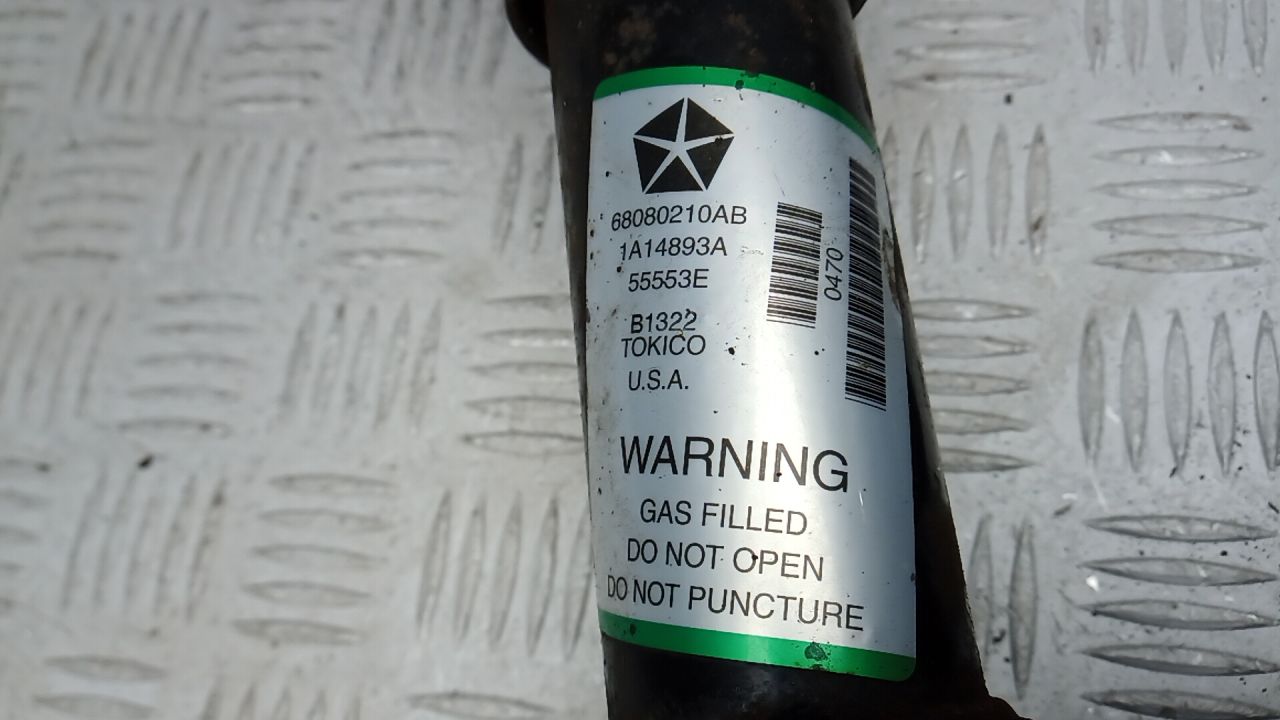 68080210AB
1A14893A
55553E
B1322
TOKICO
U.S.A.
0470
WARNING
GAS FILLED
DO NOT OPEN
DO NOT PUNCTURE